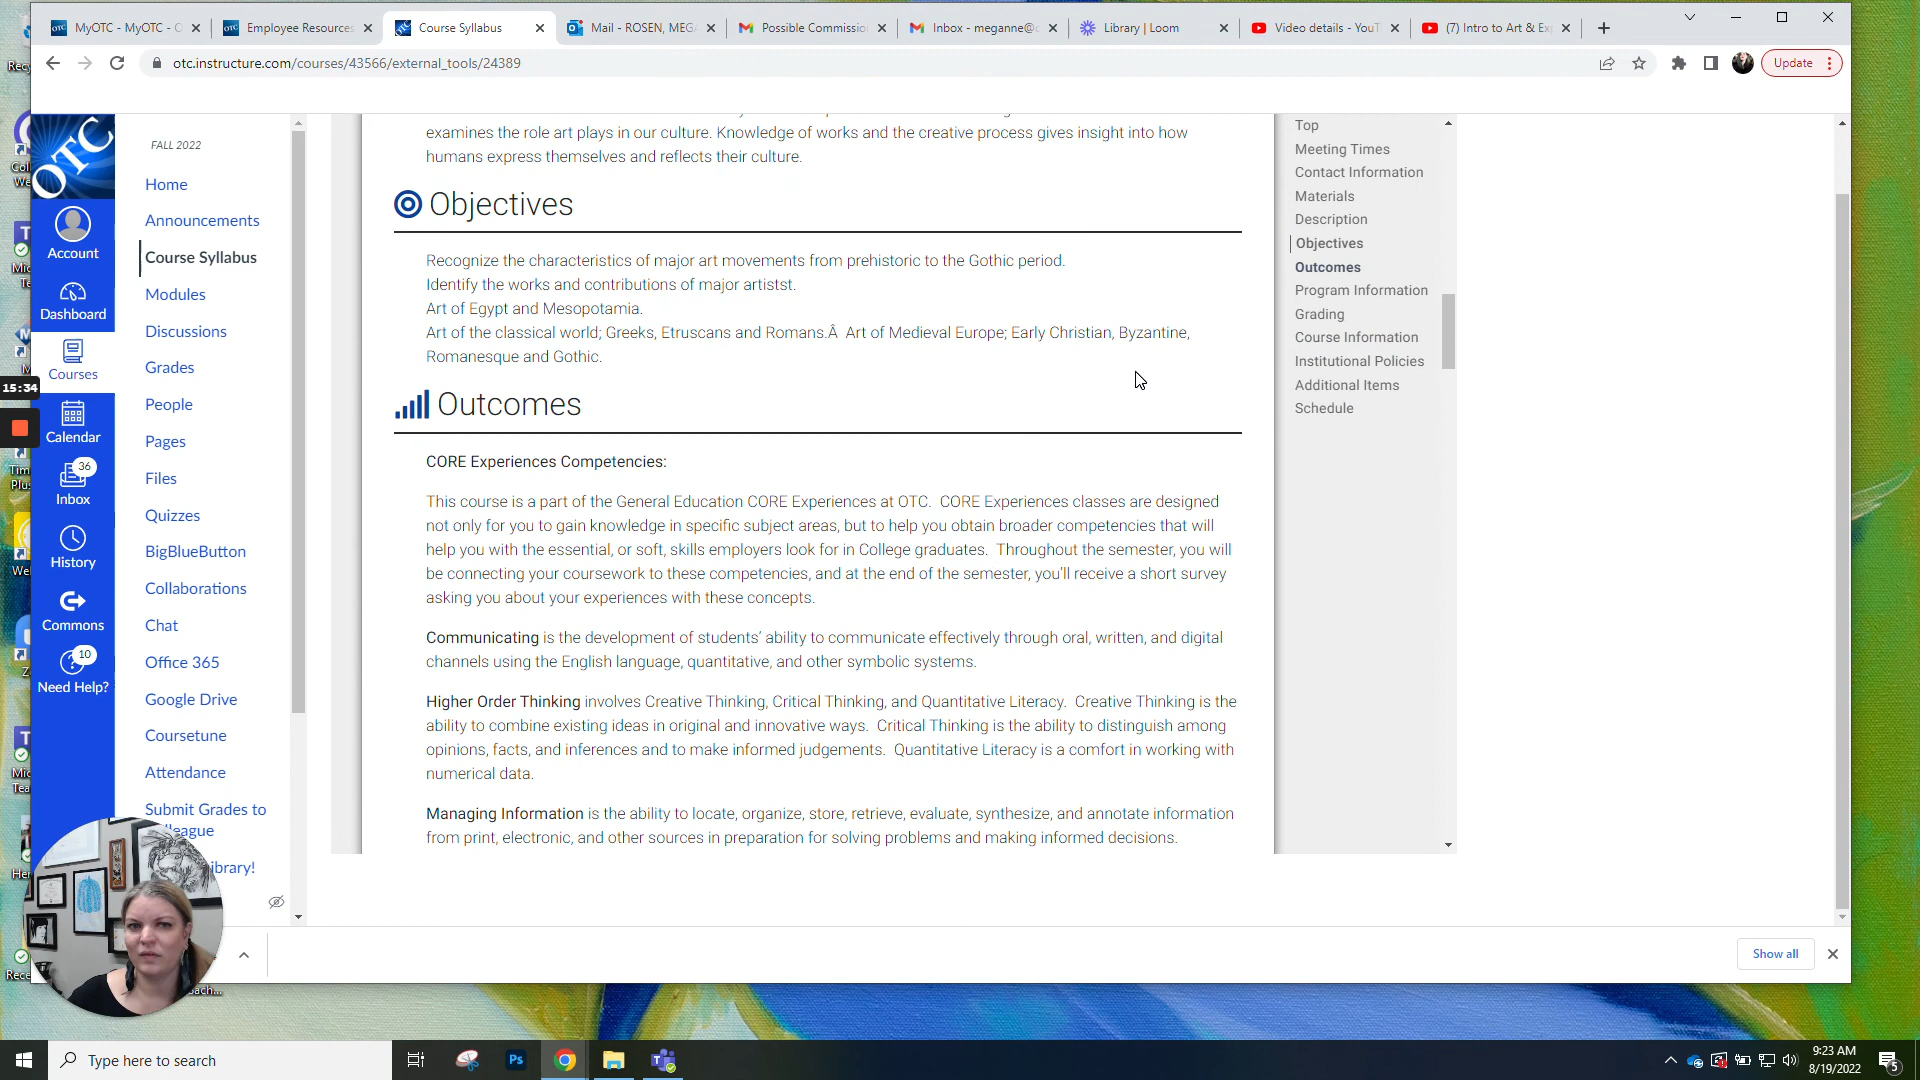 MyOTC - MyOTC - O
Employee Resources
Course Syllabus
Mail - ROSEN, MEGA
Possible Commissio
Inbox - meganne@
Library | Loom
Video details - YouT
(7) Intro to Art & Ex
otc.instructure.com/courses/43566/external_tools/24389
Update
OTC
Account
Dashboard
Courses
15:34
Calendar
36
Inbox
History
Commons
10
Need Help?
FALL 2022
Home
Announcements
Course Syllabus
Modules
Discussions
Grades
People
Pages
Files
Quizzes
BigBlueButton
Collaborations
Chat
Office 365
Google Drive
Coursetune
Attendance
Submit Grades to
league
ibrary!
examines the role art plays in our culture. Knowledge of works and the creative process gives insight into how
humans express themselves and reflects their culture.
Objectives
Recognize the characteristics of major art movements from prehistoric to the Gothic period.
Identify the works and contributions of major artistst.
Art of Egypt and Mesopotamia.
Art of the classical world; Greeks, Etruscans and Romans.Â  Art of Medieval Europe; Early Christian, Byzantine,
Romanesque and Gothic.
Outcomes
CORE Experiences Competencies:
This course is a part of the General Education CORE Experiences at OTC.  CORE Experiences classes are designed
not only for you to gain knowledge in specific subject areas, but to help you obtain broader competencies that will
help you with the essential, or soft, skills employers look for in College graduates.  Throughout the semester, you will
be connecting your coursework to these competencies, and at the end of the semester, you'll receive a short survey
asking you about your experiences with these concepts.
Communicating is the development of students' ability to communicate effectively through oral, written, and digital
channels using the English language, quantitative, and other symbolic systems.
Higher Order Thinking involves Creative Thinking, Critical Thinking, and Quantitative Literacy.  Creative Thinking is the
ability to combine existing ideas in original and innovative ways.  Critical Thinking is the ability to distinguish among
opinions, facts, and inferences and to make informed judgements.  Quantitative Literacy is a comfort in working with
numerical data.
Managing Information is the ability to locate, organize, store, retrieve, evaluate, synthesize, and annotate information
from print, electronic, and other sources in preparation for solving problems and making informed decisions.
Top
Meeting Times
Contact Information
Materials
Description
Objectives
Outcomes
Program Information
Grading
Course Information
Institutional Policies
Additional Items
Schedule
Show all
Type here to search
Ps
9:23 AM
8/19/2022
5